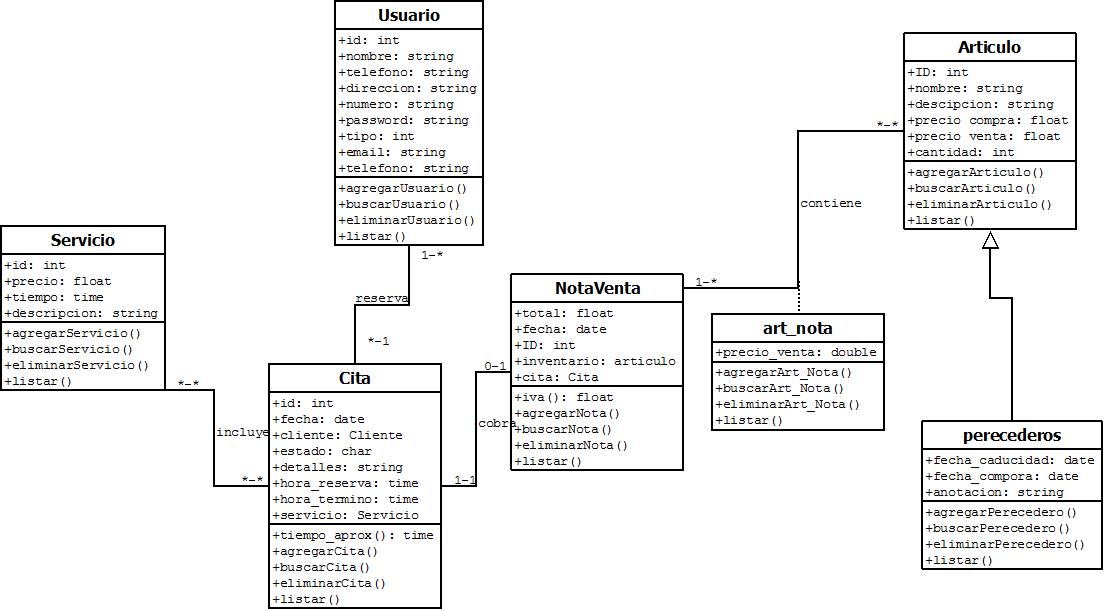 Usuario
+id: int
+nombre: string
+telefono: string
+direccion: string
+numero: string
+password: string
+tipo: int
+email: string
+telefono: string
+agregarUsuario()
+buscarUsuario()
+eliminarUsuario()
+listar()
1-*
reserva
*-1
Servicio
+id: int
+precio: float
+tiempo: time
+descripcion: string
+agregarServicio()
+buscarServicio()
+eliminarServicio()
+listar()
*-*
incluye
*-*
Cita
+id: int
+fecha: date
+cliente: Cliente
+estado: char
+detalles: string
+hora_reserva: time
+hora_termino: time
+servicio: Servicio
+tiempo_aprox(): time
+agregarCita()
+buscarCita()
+eliminarCita()
+listar()
1-1
cobra
0-1
NotaVenta
+total: float
+fecha: date
+ID: int
+inventario: articulo
+cita: Cita
+iva(): float
+agregarNota()
+buscarNota()
+eliminarNota()
+listar()
1-*
contiene
*-*
art_nota
+precio_venta: double
+agregarArt_Nota()
+buscarArt_Nota()
+eliminarArt_Nota()
+listar()
Articulo
+ID: int
+nombre: string
+descipcion: string
+precio compra: float
+precio venta: float
+cantidad: int
+agregarArticulo()
+buscarArticulo()
+eliminarArticulo()
+listar()
perecederos
+fecha_caducidad: date
+fecha_compora: date
+anotacion: string
+agregarPerecedero()
+buscarPerecedero()
+eliminarPerecedero()
+listar()